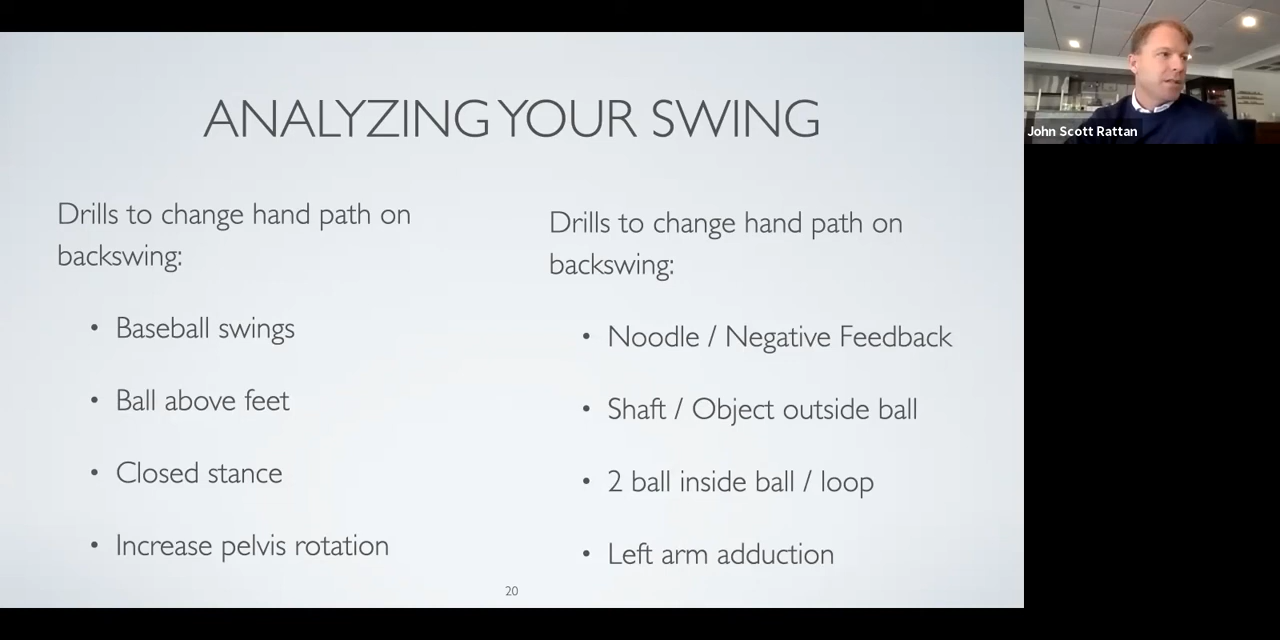 ANALYZING YOUR SWING
Drills to change hand path on
backswing:
• Baseball swings
• Ball above feet
• Closed stance
• Increase pelvis rotation
Drills to change hand path on
backswing:
• Noodle / Negative Feedback
• Shaft / Object outside ball
• 2 ball inside ball / loop
• Left arm adduction
20
John Scott Rattan